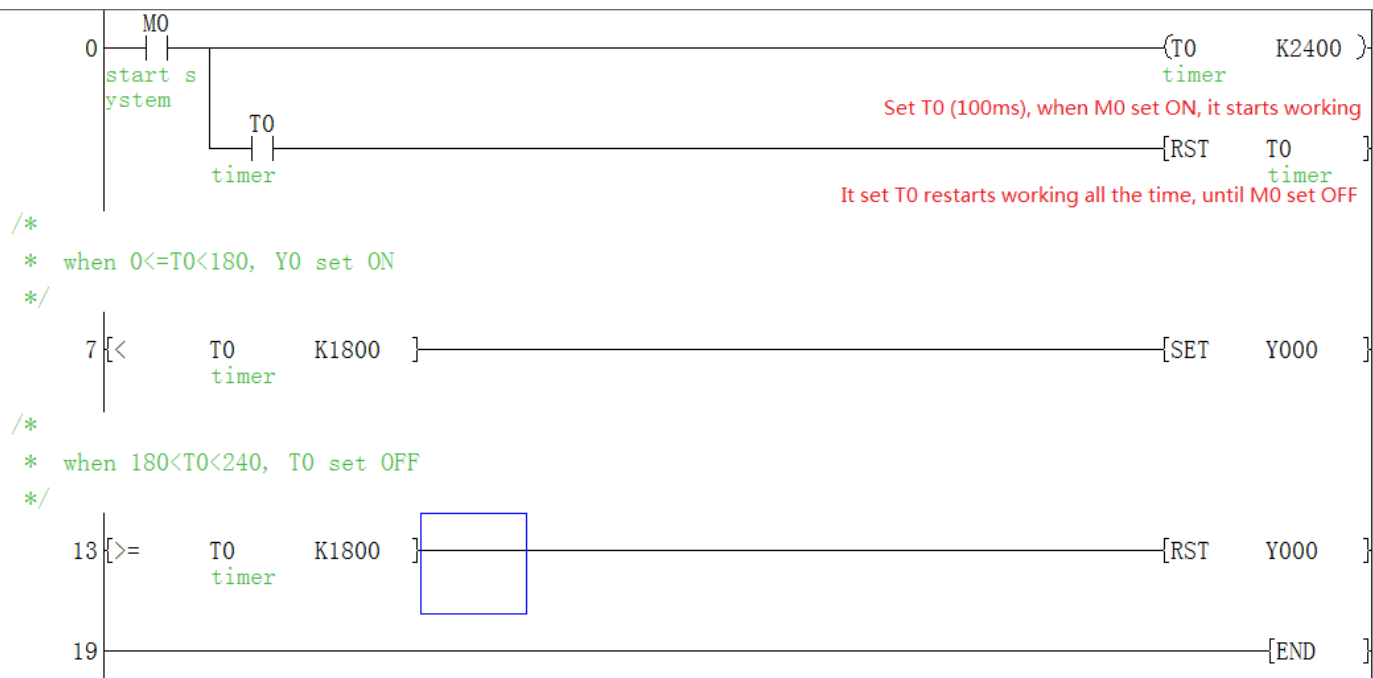 M0
0 (T0 K2400 )
start s timer
ystem
Set T0 (100ms), when M0 set ON, it starts working
T0
[RST T0 ]
timer timer
It set T0 restarts working all the time, until M0 set OFF
/*
* when 0<=T0<180, Y0 set ON
*/
7 [< T0 K1800 ] [SET Y000 ]
timer
/*
* when 180<T0<240, T0 set OFF
*/
13 [>= T0 K1800 ] [RST Y000 ]
timer
19 [END ]